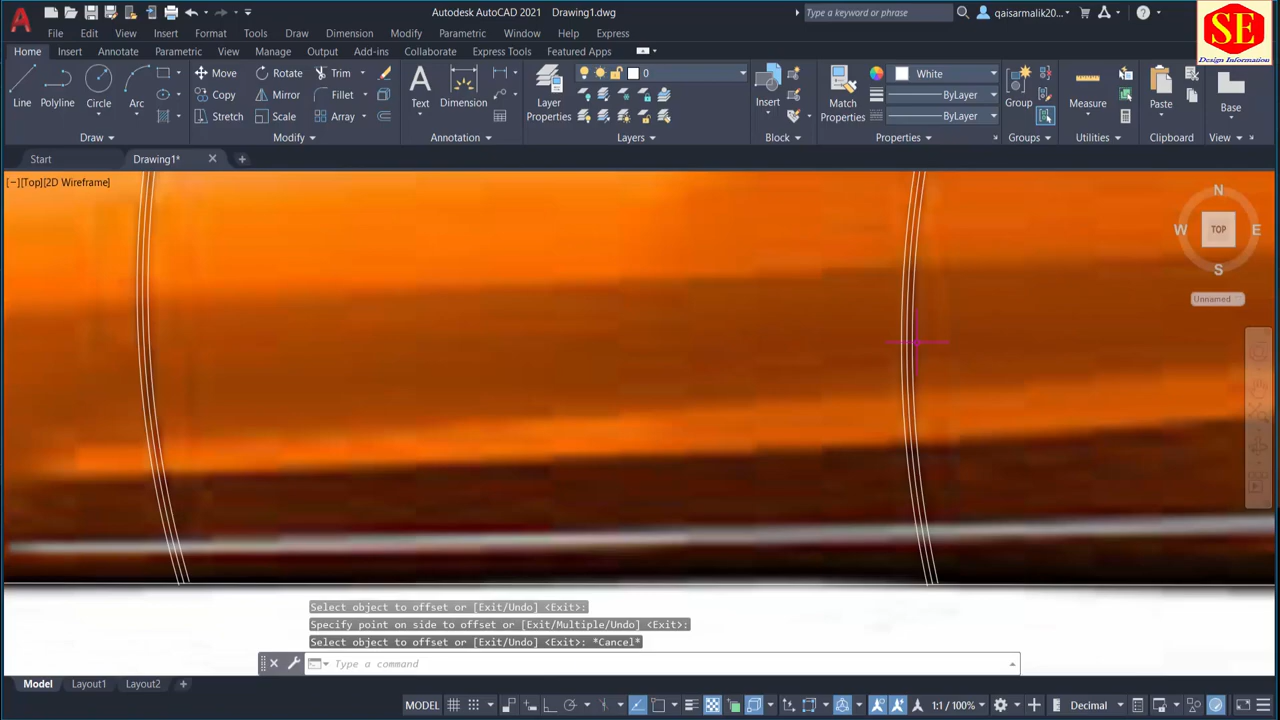 Autodesk AutoCAD 2021 Drawing1.dwg
Type a keyword or phrase
qaisarmalik20...
SE
Design Information
File Edit View Insert Format Tools Draw Dimension Modify Parametric Window Help Express
Home Insert Annotate Parametric View Manage Output Add-ins Collaborate Express Tools Featured Apps
Line Polyline Circle Arc
Move Rotate Trim
Copy Mirror Fillet
Stretch Scale Array
Text Dimension
Layer Properties
0
Insert
Match Properties
White
ByLayer
ByLayer
Group
Measure
Paste
Base
Draw Modify Annotation Layers Block Properties Groups Utilities Clipboard View
Start Drawing1*
[−][Top][2D Wireframe]
N
W TOP E
S
Unnamed
Select object to offset or [Exit/Undo] <Exit>:
Specify point on side to offset or [Exit/Multiple/Undo] <Exit>:
Select object to offset or [Exit/Undo] <Exit>: *Cancel*
Type a command
Model Layout1 Layout2
MODEL 1:1 / 100% Decimal